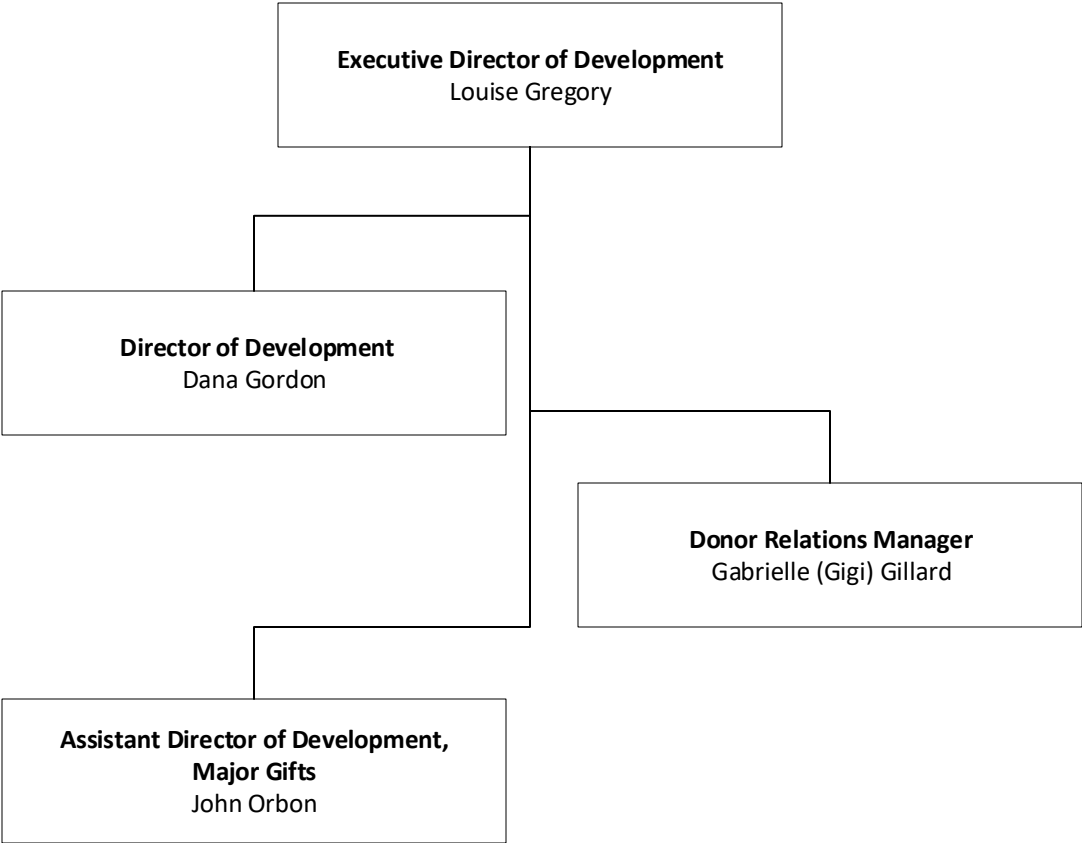 Executive Director of Development
Louise Gregory
Director of Development
Dana Gordon
Donor Relations Manager
Gabrielle (Gigi) Gillard
Assistant Director of Development,
Major Gifts
John Orbon